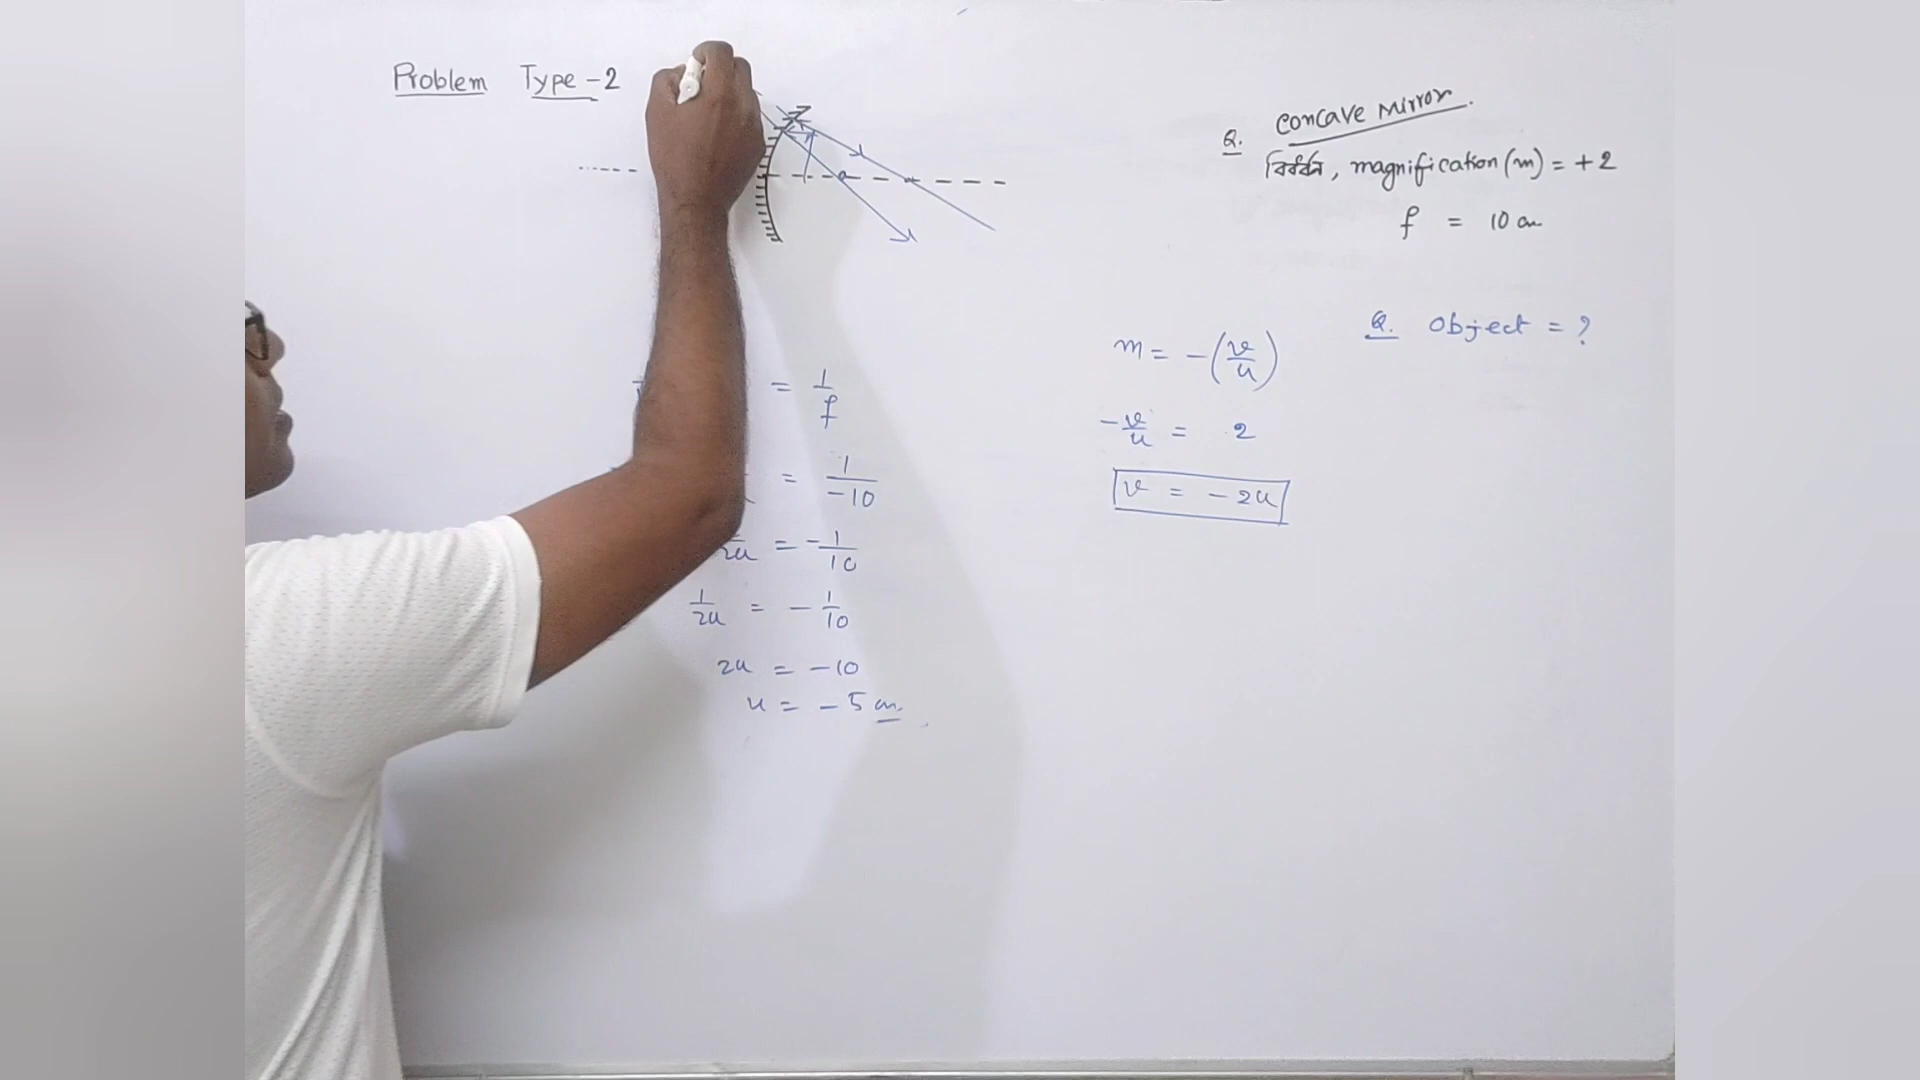 Problem Type - 2
Q. Concave Mirror.
বিবর্ধন, magnification (m) = +2
f = 10 cm
Q. Object = ?
m = - (v/u)
-v/u = 2
v = - 2u
= 1/f
= 1/-10
2u = - 1/10
1/2u = - 1/10
2u = - 10
u = - 5 cm.